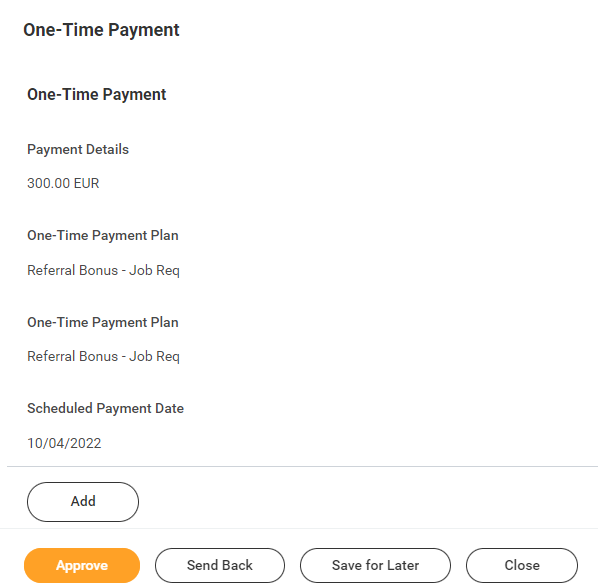 One-Time Payment
One-Time Payment
Payment Details
300.00 EUR
One-Time Payment Plan
Referral Bonus - Job Req
One-Time Payment Plan
Referral Bonus - Job Req
Scheduled Payment Date
10/04/2022
Add
Approve Send Back Save for Later Close